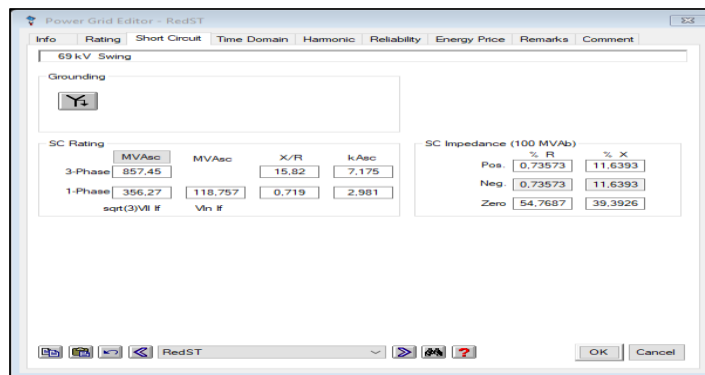 Power Grid Editor - RedST
Info Rating Short Circuit Time Domain Harmonic Reliability Energy Price Remarks Comment
69 kV Swing
Grounding
SC Rating
MVAsc MVAsc X/R kAsc
3-Phase 857,45 15,82 7,175
1-Phase 356,27 118,757 0,719 2,981
sqrt(3)Vll If Vln If
SC Impedance (100 MVAb)
% R % X
Pos. 0,73573 11,6393
Neg. 0,73573 11,6393
Zero 54,7687 39,3926
RedST
?
OK Cancel